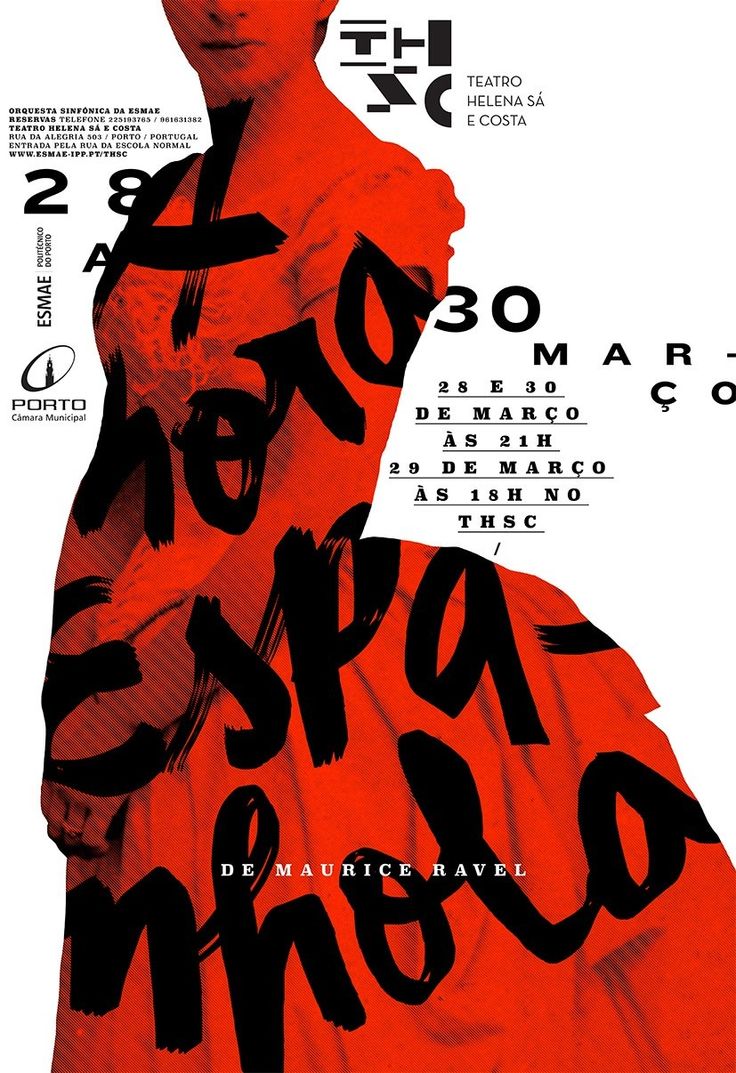 THSC
TEATRO
HELENA SÁ
E COSTA
ORQUESTA SINFÓNICA DA ESMAE
RESERVAS TELEFONE 225193765 / 961631382
TEATRO HELENA SÁ E COSTA
RUA DA ALEGRIA 503 / PORTO / PORTUGAL
ENTRADA PELA RUA DA ESCOLA NORMAL
WWW.ESMAE-IPP.PT/THSC
28
A
30
MAR-
ÇO
ESMAE
POLITÉCNICO
DO PORTO
PORTO
Câmara Municipal
28 E 30
DE MARÇO
ÀS 21H
29 DE MARÇO
ÀS 18H NO
THSC
/
A
hora
Espa-
nhola
DE MAURICE RAVEL